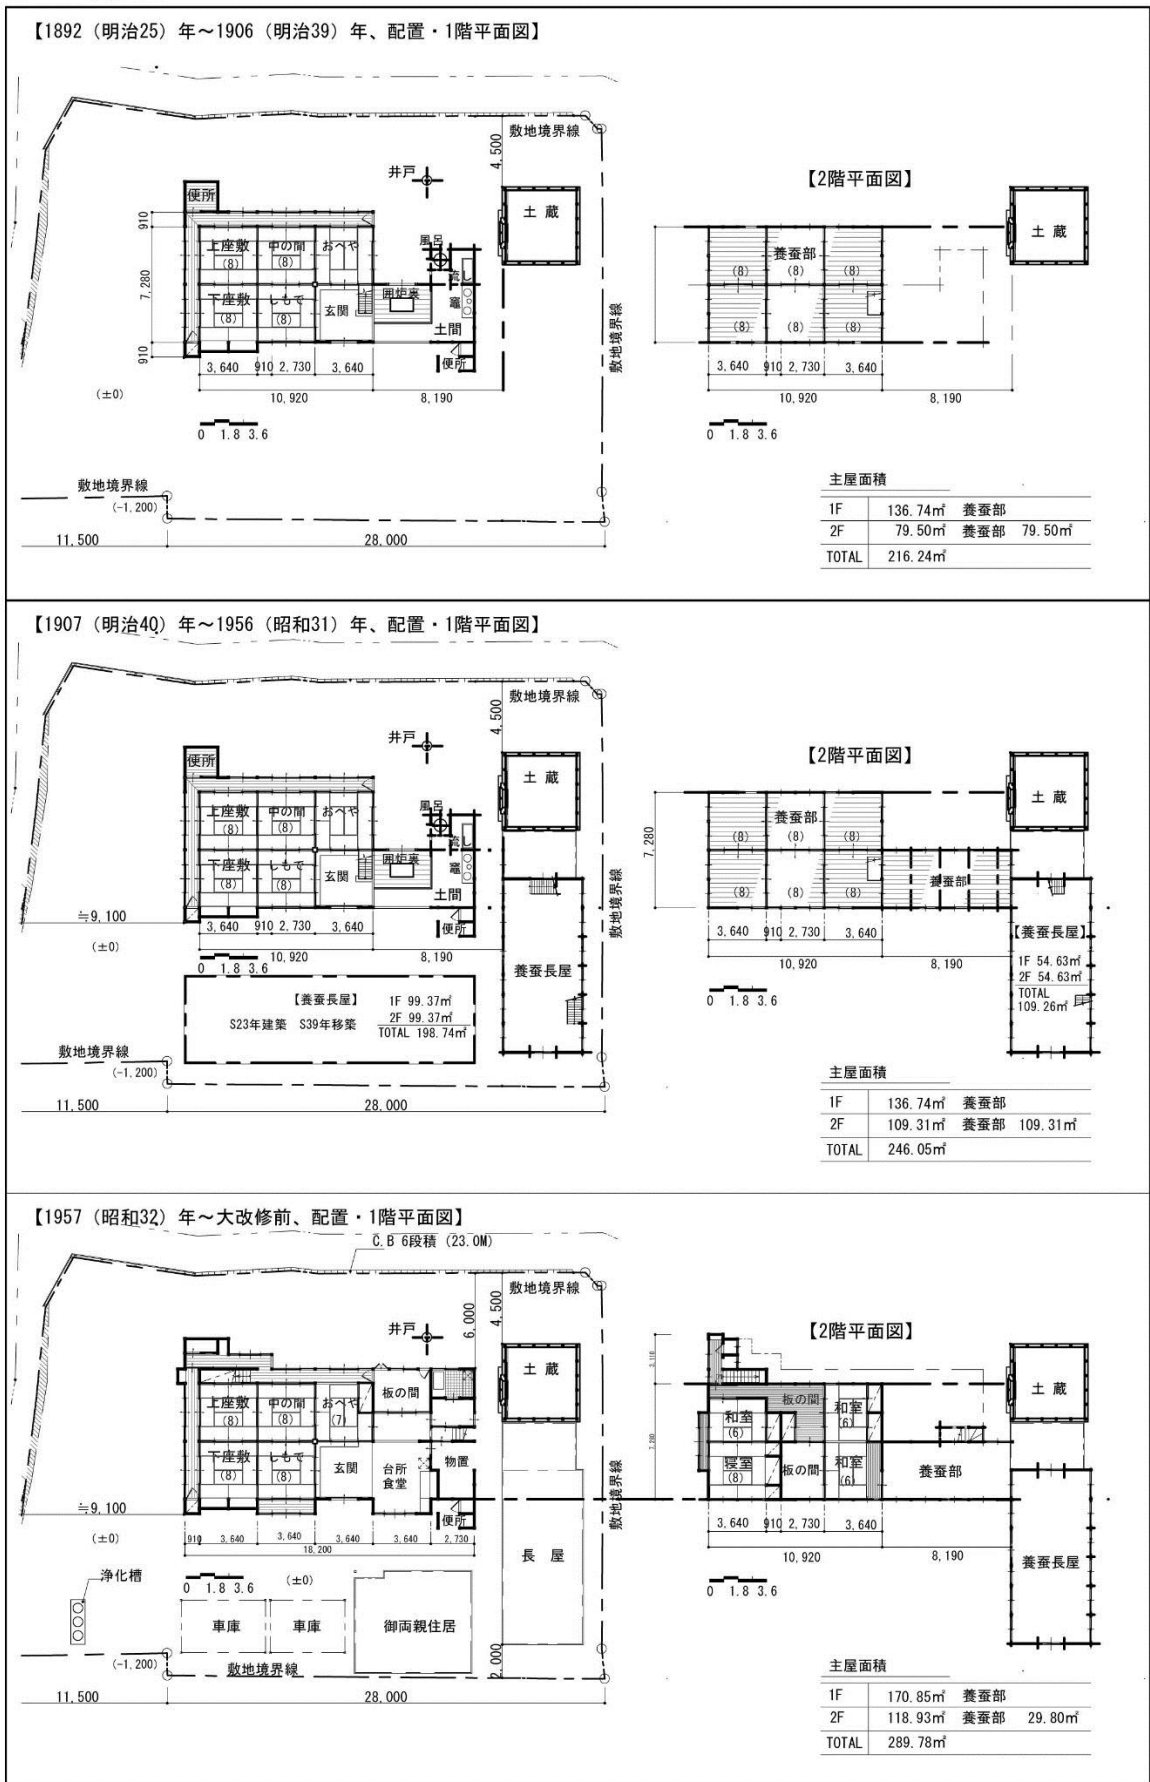 【1892（明治25）年～1906（明治39）年、配置・1階平面図】
敷地境界線
4,500
井戸
便所
土 蔵
910
風呂
上座敷
(8)
中の間
(8)
おへや
流し
7,280
囲炉裏
竈
下座敷
(8)
しもで
(8)
玄関
土間
910
便所
敷地境界線
3,640 910 2,730 3,640
(±0)
10,920 8,190
0 1.8 3.6
敷地境界線
(-1,200)
11,500 28,000
【2階平面図】
土 蔵
養蚕部
(8) (8) (8)
(8) (8) (8)
3,640 910 2,730 3,640
10,920 8,190
0 1.8 3.6
主屋面積
1F 136.74㎡ 養蚕部
2F 79.50㎡ 養蚕部 79.50㎡
TOTAL 216.24㎡
【1907（明治40）年～1956（昭和31）年、配置・1階平面図】
敷地境界線
4,500
井戸
便所
土 蔵
風呂
上座敷
(8)
中の間
(8)
おへや
流し
囲炉裏
竈
下座敷
(8)
しもで
(8)
玄関
土間
便所
敷地境界線
≒9,100
3,640 910 2,730 3,640
(±0)
10,920 8,190
0 1.8 3.6
養蚕長屋
【養蚕長屋】 1F 99.37㎡
2F 99.37㎡
S23年建築 S39年移築
TOTAL 198.74㎡
敷地境界線
(-1,200)
11,500 28,000
【2階平面図】
土 蔵
7,280
養蚕部
(8) (8) (8)
(8) (8) (8)
養蚕部
3,640 910 2,730 3,640
10,920 8,190
0 1.8 3.6
【養蚕長屋】
1F 54.63㎡
2F 54.63㎡
TOTAL
109.26㎡
主屋面積
1F 136.74㎡ 養蚕部
2F 109.31㎡ 養蚕部 109.31㎡
TOTAL 246.05㎡
【1957（昭和32）年～大改修前、配置・1階平面図】
C.B 6段積 (23.0M)
敷地境界線
6,000
4,500
井戸
土 蔵
上座敷
(8)
中の間
(8)
おへや
(7)
板の間
下座敷
(8)
しもで
(8)
玄関
台所
食堂
物置
便所
敷地境界線
≒9,100
(±0)
910 3,640 3,640 3,640 3,640 2,730
18,200
長 屋
浄化槽
0 1.8 3.6
(±0)
車庫
車庫
御両親住居
(-1,200)
敷地境界線
2,000
11,500 28,000
【2階平面図】
土 蔵
板の間
和室
(6)
和室
(6)
7,280
寝室
(8)
板の間
和室
(6)
養蚕部
3,640 910 2,730 3,640
10,920 8,190
0 1.8 3.6
養蚕長屋
主屋面積
1F 170.85㎡ 養蚕部
2F 118.93㎡ 養蚕部 29.80㎡
TOTAL 289.78㎡